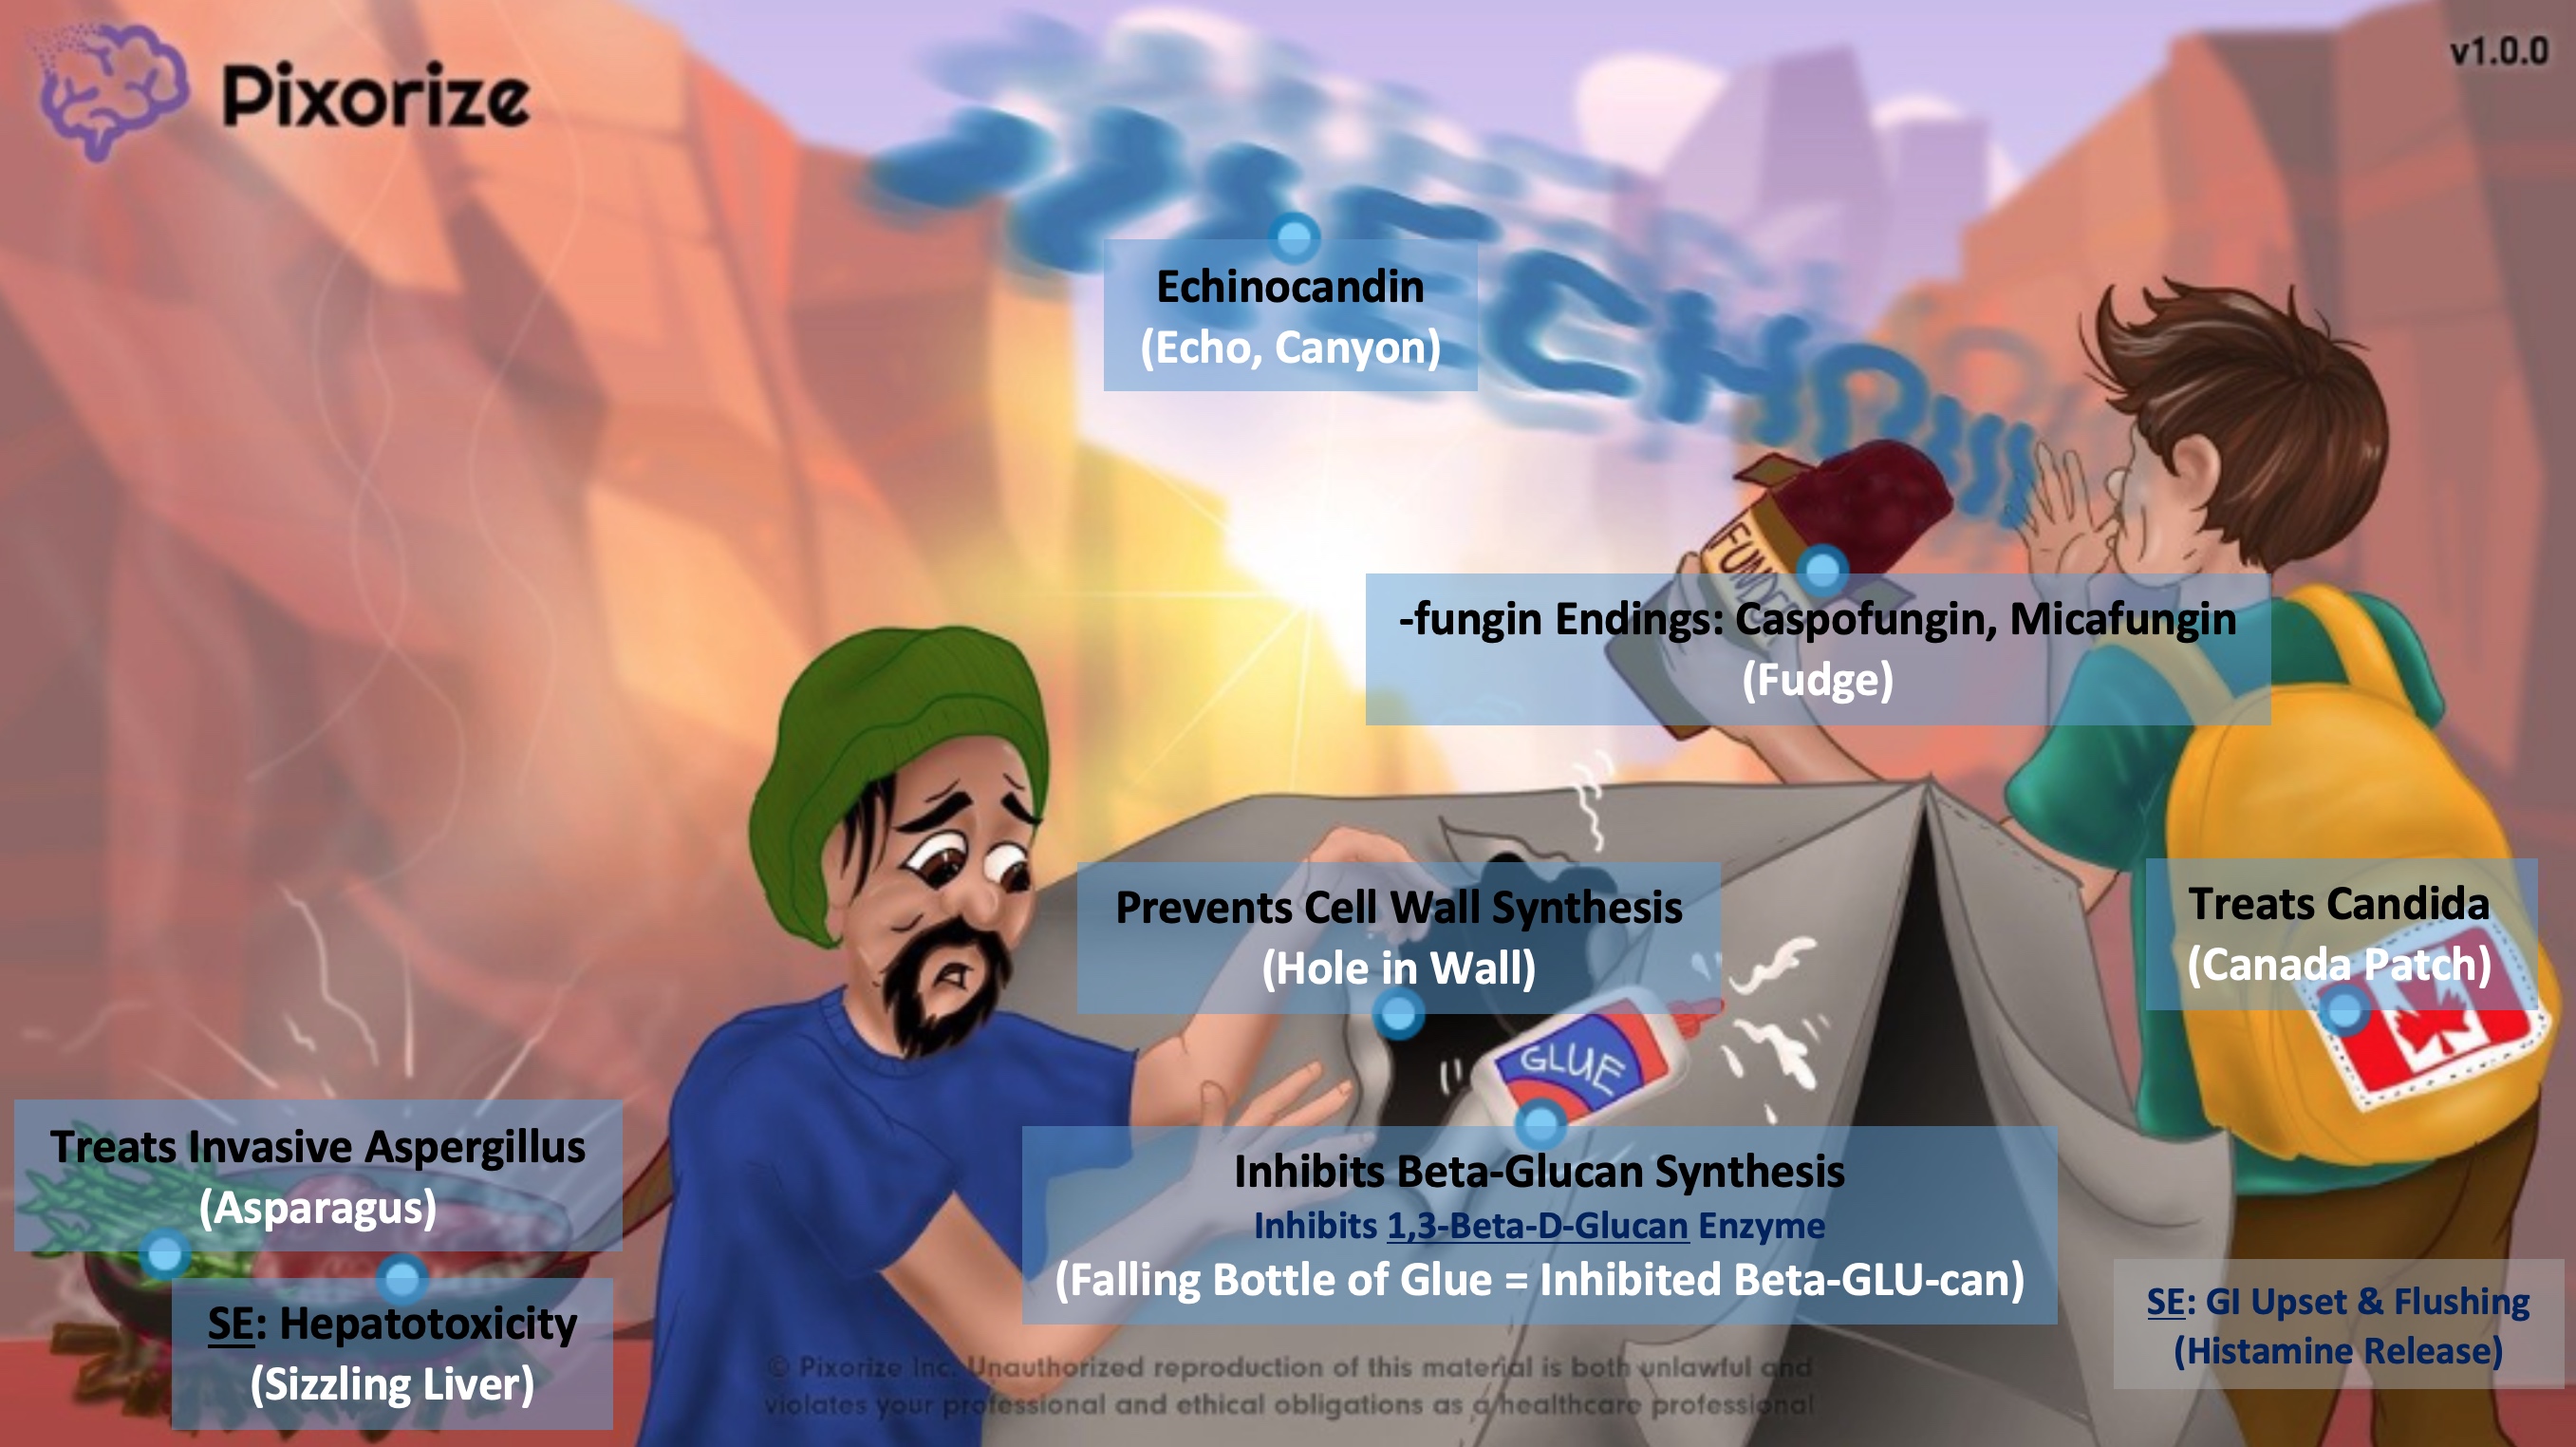 Pixorize
v1.0.0
ECHO
Echinocandin
(Echo, Canyon)
-fungin Endings: Caspofungin, Micafungin
(Fudge)
Prevents Cell Wall Synthesis
(Hole in Wall)
Treats Candida
(Canada Patch)
GLUE
Treats Invasive Aspergillus
(Asparagus)
Inhibits Beta-Glucan Synthesis
Inhibits 1,3-Beta-D-Glucan Enzyme
(Falling Bottle of Glue = Inhibited Beta-GLU-can)
SE: Hepatotoxicity
(Sizzling Liver)
SE: GI Upset & Flushing
(Histamine Release)
© Pixorize Inc. Unauthorized reproduction of this material is both unlawful and
violates your professional and ethical obligations as a healthcare professional